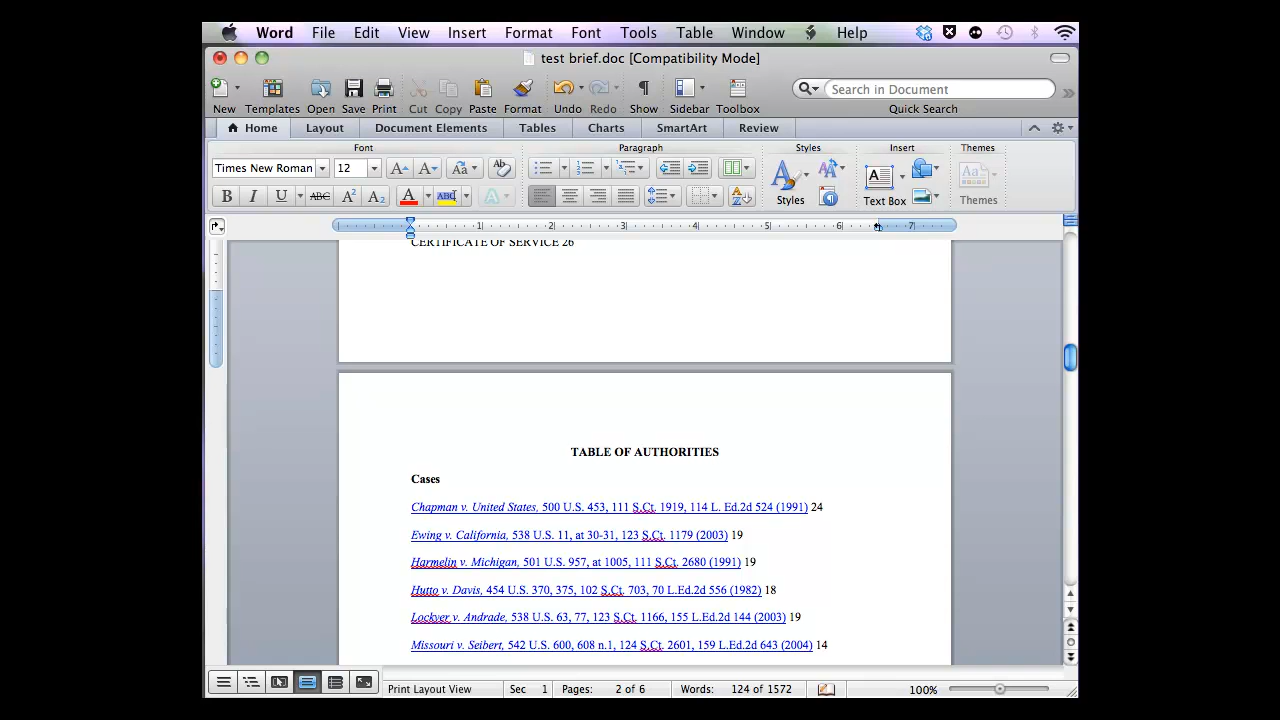 Word File Edit View Insert Format Font Tools Table Window Help
test brief.doc [Compatibility Mode]
Search in Document
New Templates Open Save Print Cut Copy Paste Format Undo Redo Show Sidebar Toolbox Quick Search
Home Layout Document Elements Tables Charts SmartArt Review
Font Paragraph Styles Insert Themes
Times New Roman 12
Styles Text Box Themes
1 2 3 4 5 6 7
CERTIFICATE OF SERVICE 26
TABLE OF AUTHORITIES
Cases
Chapman v. United States, 500 U.S. 453, 111 S.Ct. 1919, 114 L. Ed.2d 524 (1991) 24
Ewing v. California, 538 U.S. 11, at 30-31, 123 S.Ct. 1179 (2003) 19
Harmelin v. Michigan, 501 U.S. 957, at 1005, 111 S.Ct. 2680 (1991) 19
Hutto v. Davis, 454 U.S. 370, 375, 102 S.Ct. 703, 70 L.Ed.2d 556 (1982) 18
Lockyer v. Andrade, 538 U.S. 63, 77, 123 S.Ct. 1166, 155 L.Ed.2d 144 (2003) 19
Missouri v. Seibert, 542 U.S. 600, 608 n.1, 124 S.Ct. 2601, 159 L.Ed.2d 643 (2004) 14
Print Layout View Sec 1 Pages: 2 of 6 Words: 124 of 1572 100%